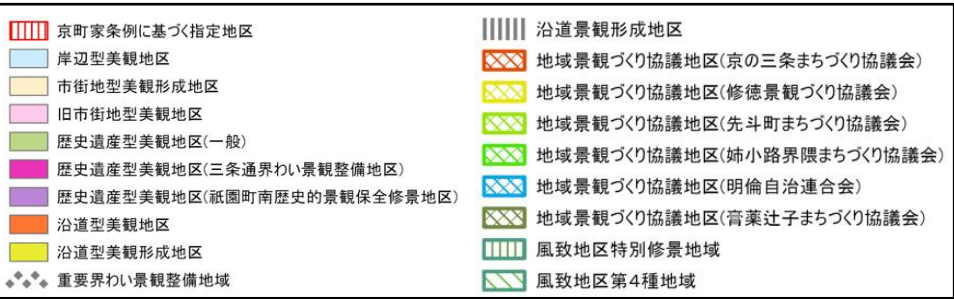 京町家条例に基づく指定地区
岸辺型美観地区
市街地型美観形成地区
旧市街地型美観地区
歴史遺産型美観地区(一般)
歴史遺産型美観地区(三条通界わい景観整備地区)
歴史遺産型美観地区(祇園町南歴史的景観保全修景地区)
沿道型美観地区
沿道型美観形成地区
重要界わい景観整備地域
沿道景観形成地区
地域景観づくり協議地区(京の三条まちづくり協議会)
地域景観づくり協議地区(修徳景観づくり協議会)
地域景観づくり協議地区(先斗町まちづくり協議会)
地域景観づくり協議地区(姉小路界隈まちづくり協議会)
地域景観づくり協議地区(明倫自治連合会)
地域景観づくり協議地区(膏薬辻子まちづくり協議会)
風致地区特別修景地域
風致地区第4種地域